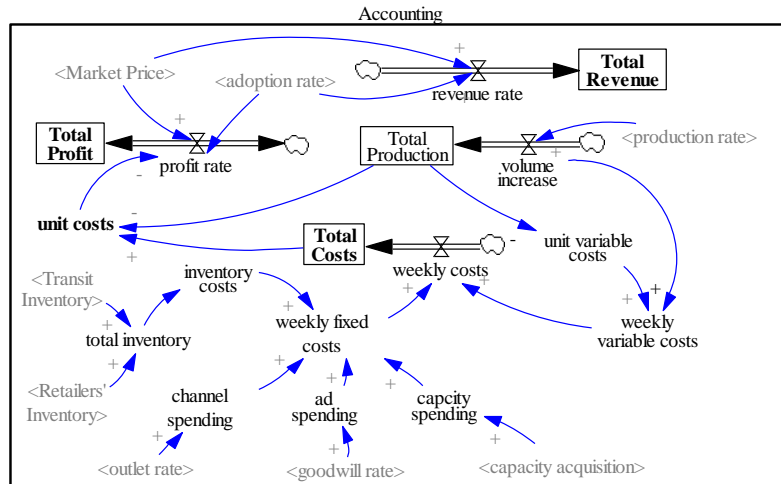 Accounting
<Market Price>
<adoption rate>
+
Total
Revenue
revenue rate
+
+
Total
Profit
profit rate
Total
Production
volume
increase
+
+
<production rate>
-
unit costs
-
+
Total
Costs
-
weekly costs
unit variable
costs
<Transit
Inventory>
inventory
costs
+
+
+
+
+
weekly fixed
costs
weekly
variable costs
+
total inventory
+
+
<Retailers'
Inventory>
channel
spending
+
ad
spending
+
capcity
spending
+
+
+
+
<outlet rate>
<goodwill rate>
<capacity acquisition>